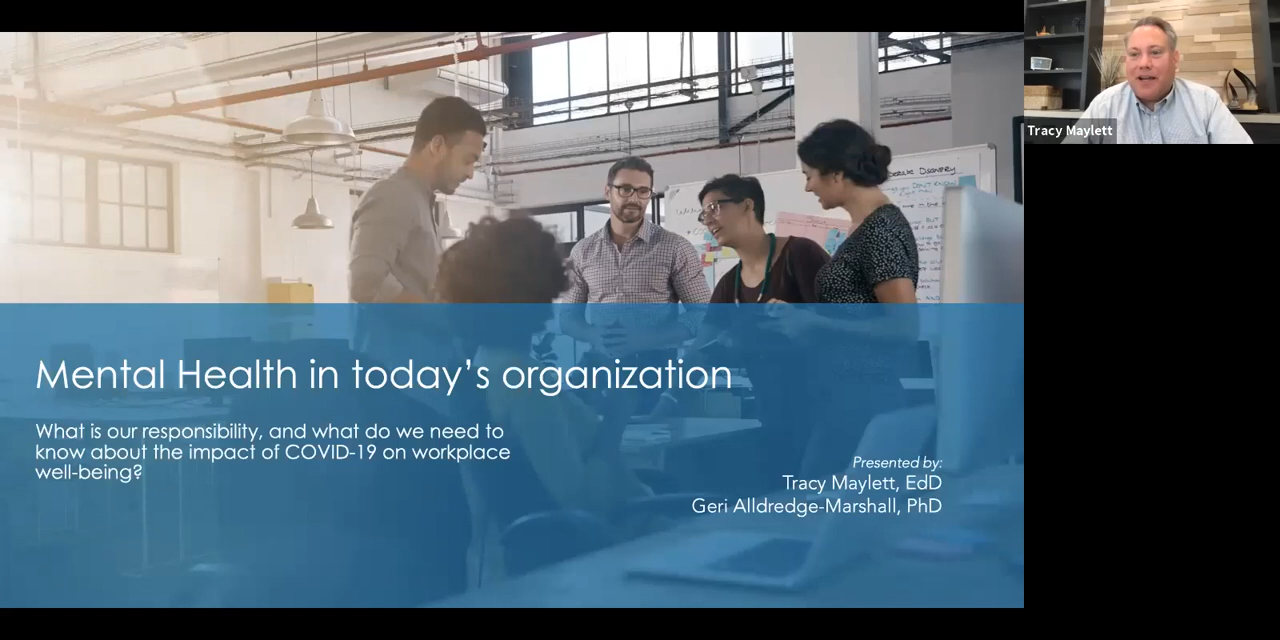 Mental Health in today's organization
What is our responsibility, and what do we need to
know about the impact of COVID-19 on workplace
well-being?
Presented by:
Tracy Maylett, EdD
Geri Alldredge-Marshall, PhD
Tracy Maylett